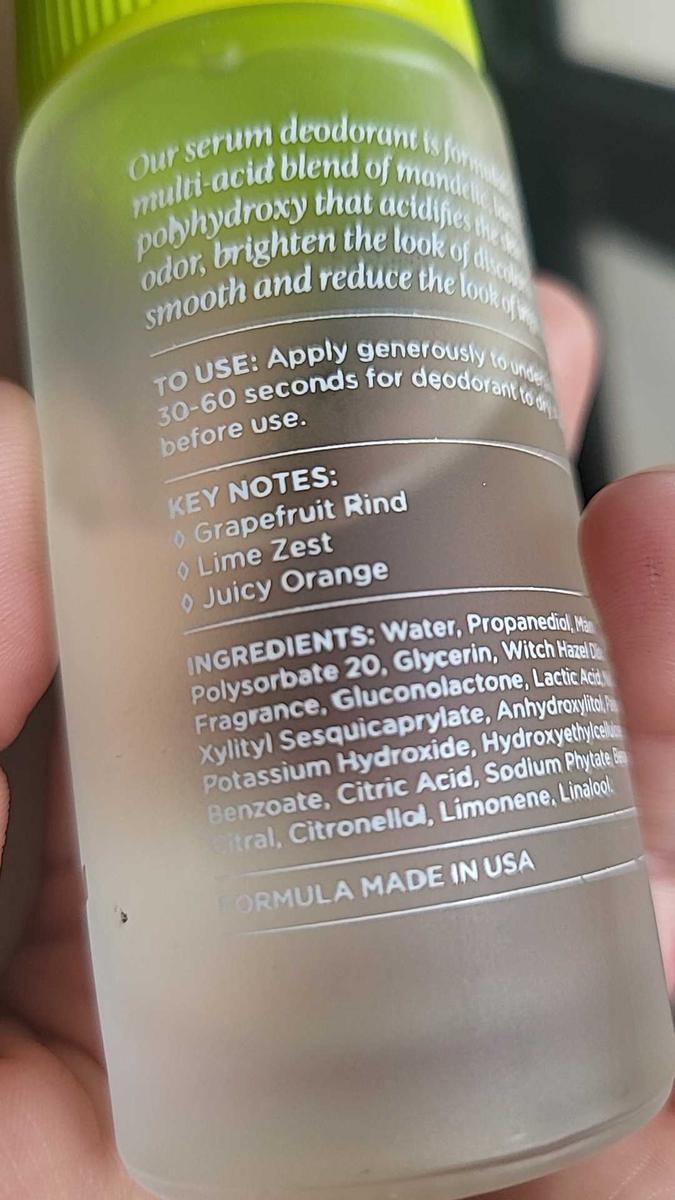 Our serum deodorant is
multi-acid blend of mandelic,
polyhydroxy that acidifies the
odor, brighten the look of
smooth and reduce the look of
TO USE: Apply generously to
30-60 seconds for deodorant to
before use.
KEY NOTES:
◊ Grapefruit Rind
◊ Lime Zest
◊ Juicy Orange
INGREDIENTS: Water, Propanediol,
Polysorbate 20, Glycerin, Witch Hazel
Fragrance, Gluconolactone, Lactic Acid,
Xylityl Sesquicaprylate, Anhydroxylitol,
Potassium Hydroxide,
Benzoate, Citric Acid, Sodium Phytate,
Citral, Citronellol, Limonene, Linalool.
FORMULA MADE IN USA